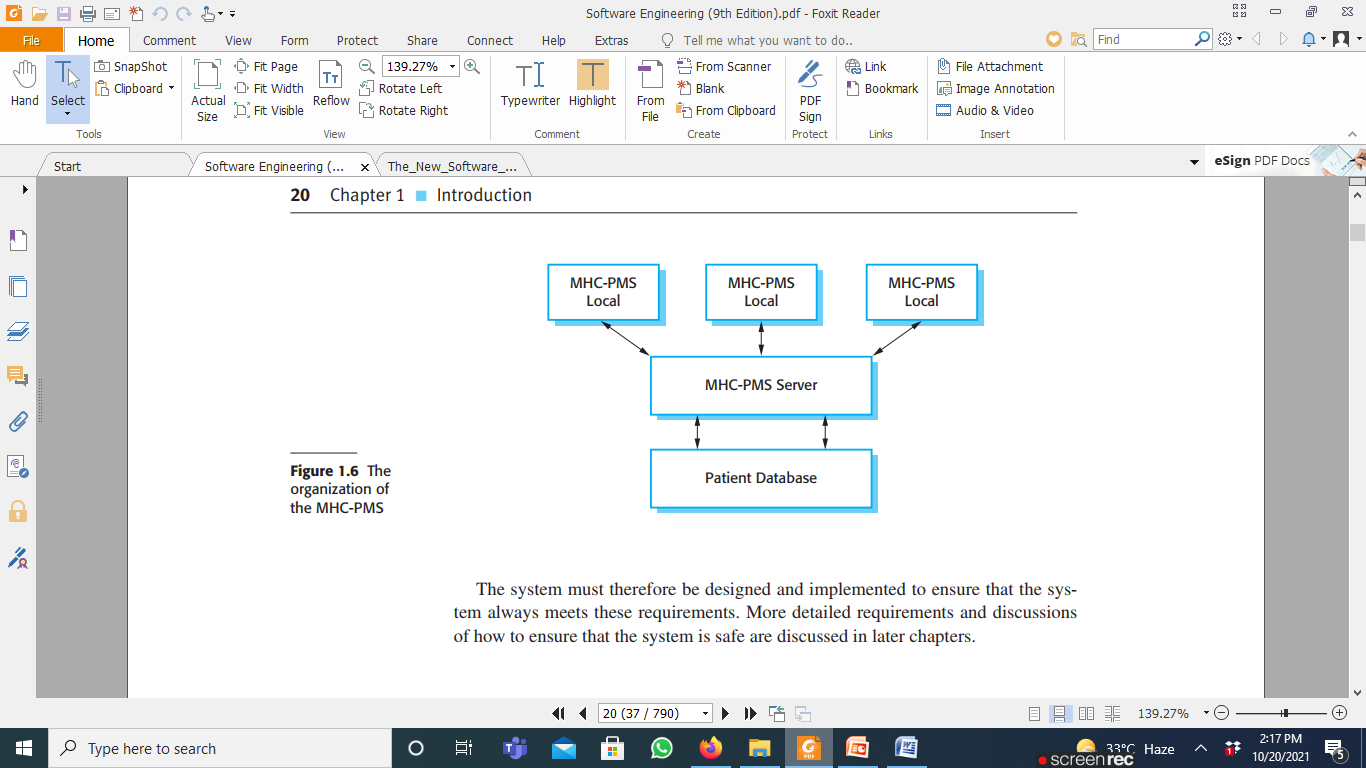 Software Engineering (9th Edition).pdf - Foxit Reader
File Home Comment View Form Protect Share Connect Help Extras Tell me what you want to do.. Find
Hand
Select
SnapShot
Clipboard
Tools
Actual
Size
Fit Page
Fit Width
Fit Visible
Reflow
139.27%
Rotate Left
Rotate Right
View
Typewriter
Highlight
Comment
From
File
From Scanner
Blank
From Clipboard
Create
PDF
Sign
Protect
Link
Bookmark
Links
File Attachment
Image Annotation
Audio & Video
Insert
Start
Software Engineering (...
The_New_Software_...
eSign PDF Docs
20 Chapter 1 Introduction
MHC-PMS
Local
MHC-PMS
Local
MHC-PMS
Local
MHC-PMS Server
Patient Database
Figure 1.6 The
organization of
the MHC-PMS
The system must therefore be designed and implemented to ensure that the sys-
tem always meets these requirements. More detailed requirements and discussions
of how to ensure that the system is safe are discussed in later chapters.
20 (37 / 790)
139.27%
Type here to search
33°C Haze
2:17 PM
10/20/2021
5
screenrec